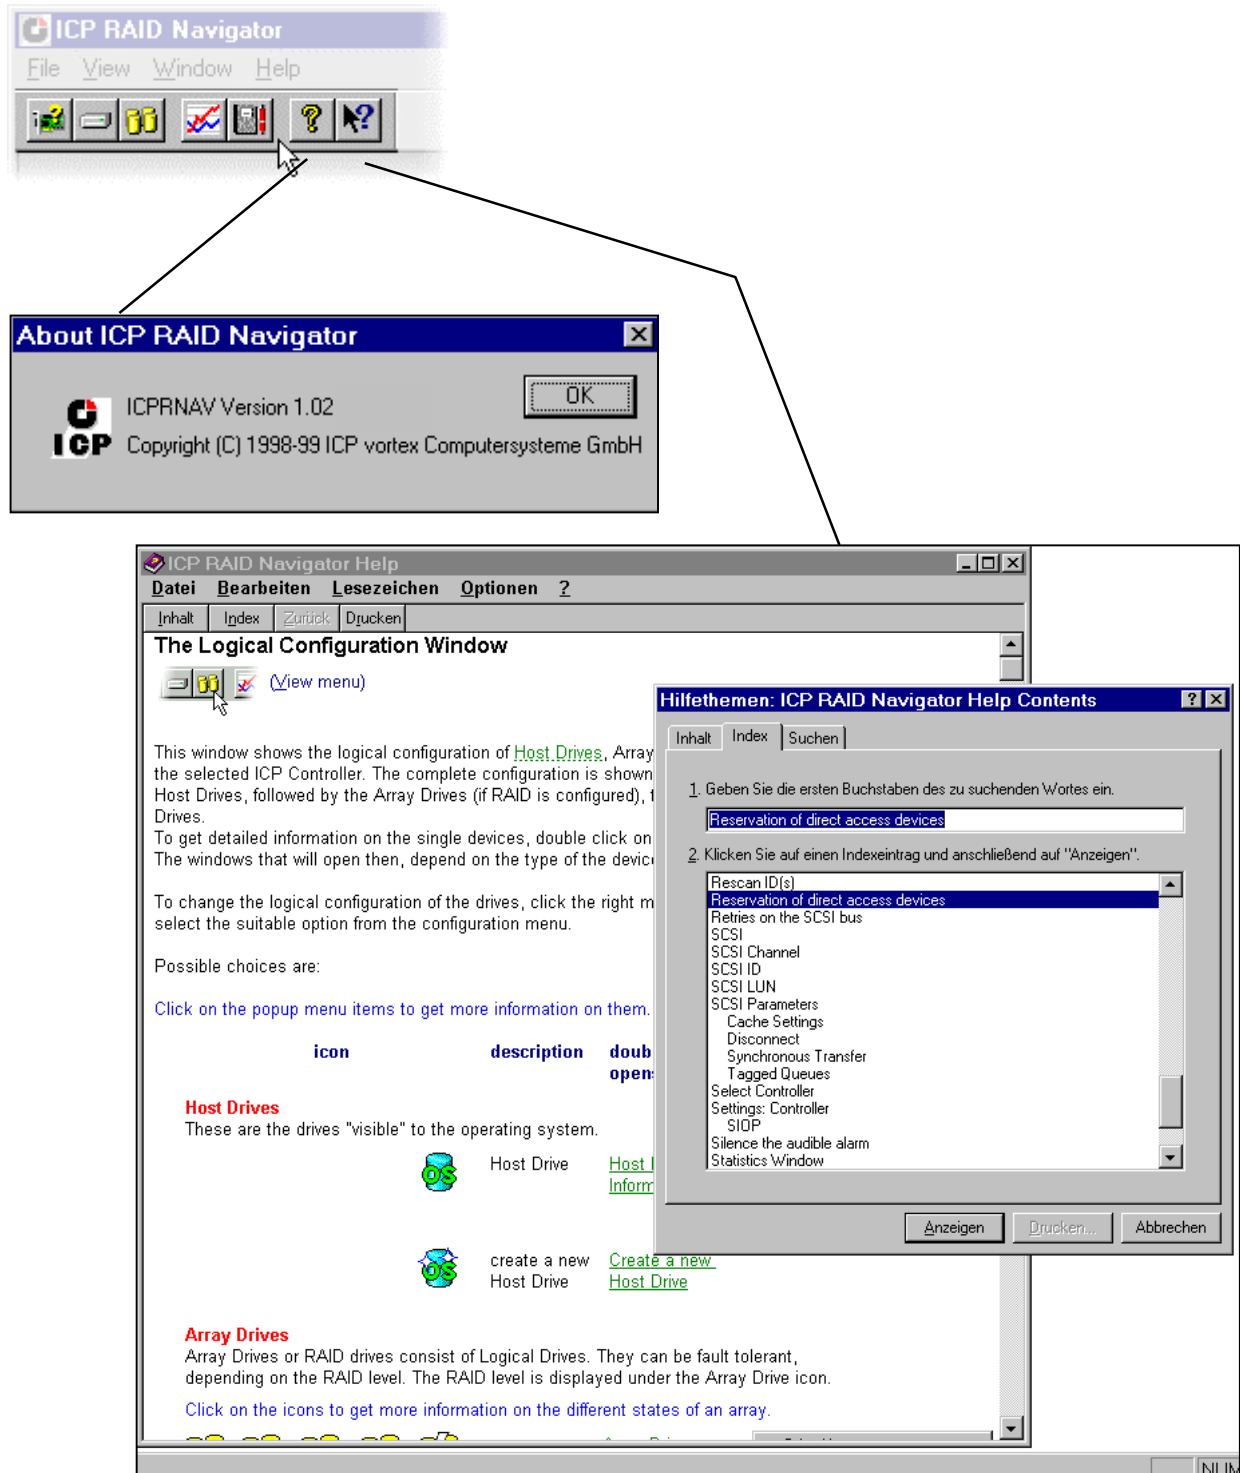 ICP RAID Navigator
File View Window Help
About ICP RAID Navigator
OK
ICPRNAV Version 1.02
ICP
Copyright (C) 1998-99 ICP vortex Computersysteme GmbH
ICP RAID Navigator Help
Datei Bearbeiten Lesezeichen Optionen ?
Inhalt Index Zurück Drucken
The Logical Configuration Window
(View menu)
This window shows the logical configuration of Host Drives, Array
the selected ICP Controller. The complete configuration is shown
Host Drives, followed by the Array Drives (if RAID is configured),
Drives.
To get detailed information on the single devices, double click on
The windows that will open then, depend on the type of the
To change the logical configuration of the drives, click the right
select the suitable option from the configuration menu.
Possible choices are:
Click on the popup menu items to get more information on them.
icon description doub
open
Host Drives
These are the drives "visible" to the operating system.
OS Host Drive Host
Inform
OS create a new Create a new
Host Drive Host Drive
Array Drives
Array Drives or RAID drives consist of Logical Drives. They can be fault tolerant,
depending on the RAID level. The RAID level is displayed under the Array Drive icon.
Click on the icons to get more information on the different states of an array.
Hilfethemen: ICP RAID Navigator Help Contents
Inhalt Index Suchen
1. Geben Sie die ersten Buchstaben des zu suchenden Wortes ein.
Reservation of direct access devices
2. Klicken Sie auf einen Indexeintrag und anschließend auf "Anzeigen".
Rescan ID(s)
Reservation of direct access devices
Retries on the SCSI bus
SCSI
SCSI Channel
SCSI ID
SCSI LUN
SCSI Parameters
Cache Settings
Disconnect
Synchronous Transfer
Tagged Queues
Select Controller
Settings: Controller
SIOP
Silence the audible alarm
Statistics Window
Anzeigen Drucken... Abbrechen
NUM